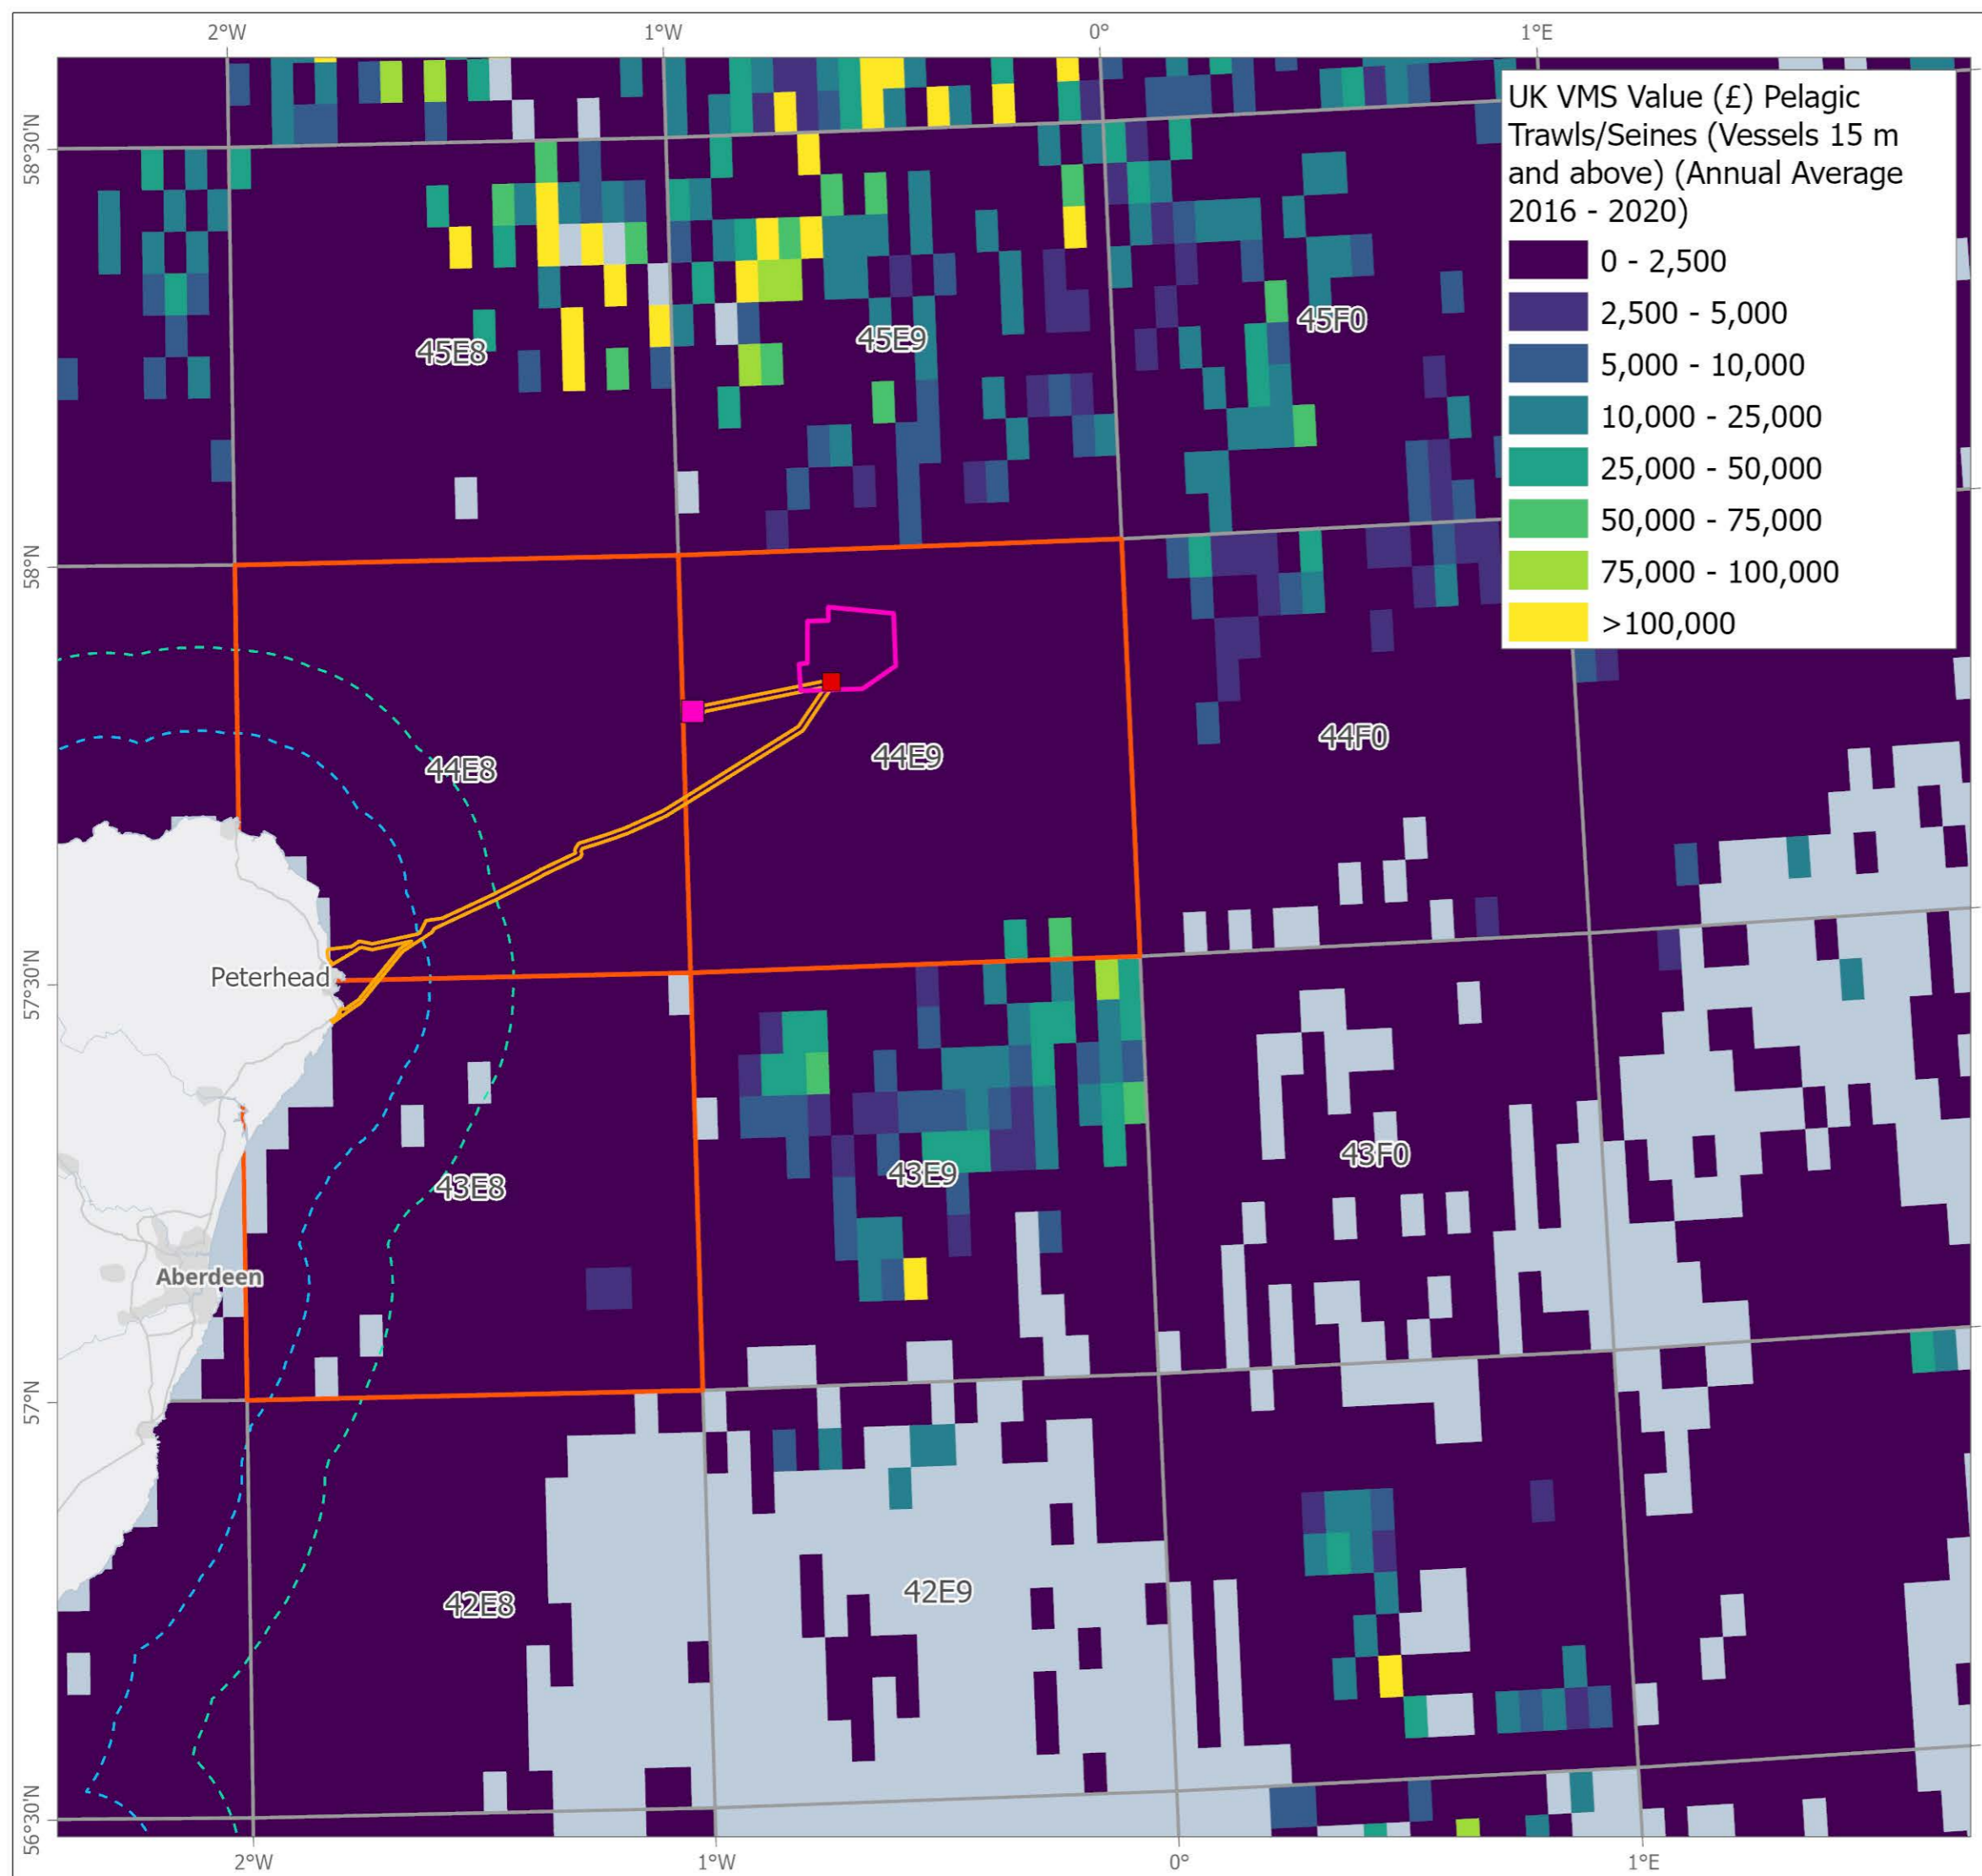 2°W
1°W
0°
1°E
58°30'N
58°N
57°30'N
57°N
56°30'N
UK VMS Value (£) Pelagic
Trawls/Seines (Vessels 15 m
and above) (Annual Average
2016 - 2020)
0 - 2,500
2,500 - 5,000
5,000 - 10,000
10,000 - 25,000
25,000 - 50,000
50,000 - 75,000
75,000 - 100,000
>100,000
45E8
45E9
45F0
44E8
44E9
44F0
Peterhead
43E8
43E9
43F0
Aberdeen
42E8
42E9
2°W
1°W
0°
1°E